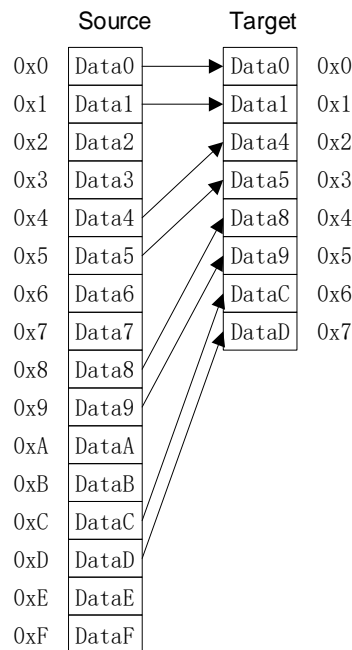 Source Target
0x0 Data0 Data0 0x0
0x1 Data1 Data1 0x1
0x2 Data2 Data4 0x2
0x3 Data3 Data5 0x3
0x4 Data4 Data8 0x4
0x5 Data5 Data9 0x5
0x6 Data6 DataC 0x6
0x7 Data7 DataD 0x7
0x8 Data8
0x9 Data9
0xA DataA
0xB DataB
0xC DataC
0xD DataD
0xE DataE
0xF DataF